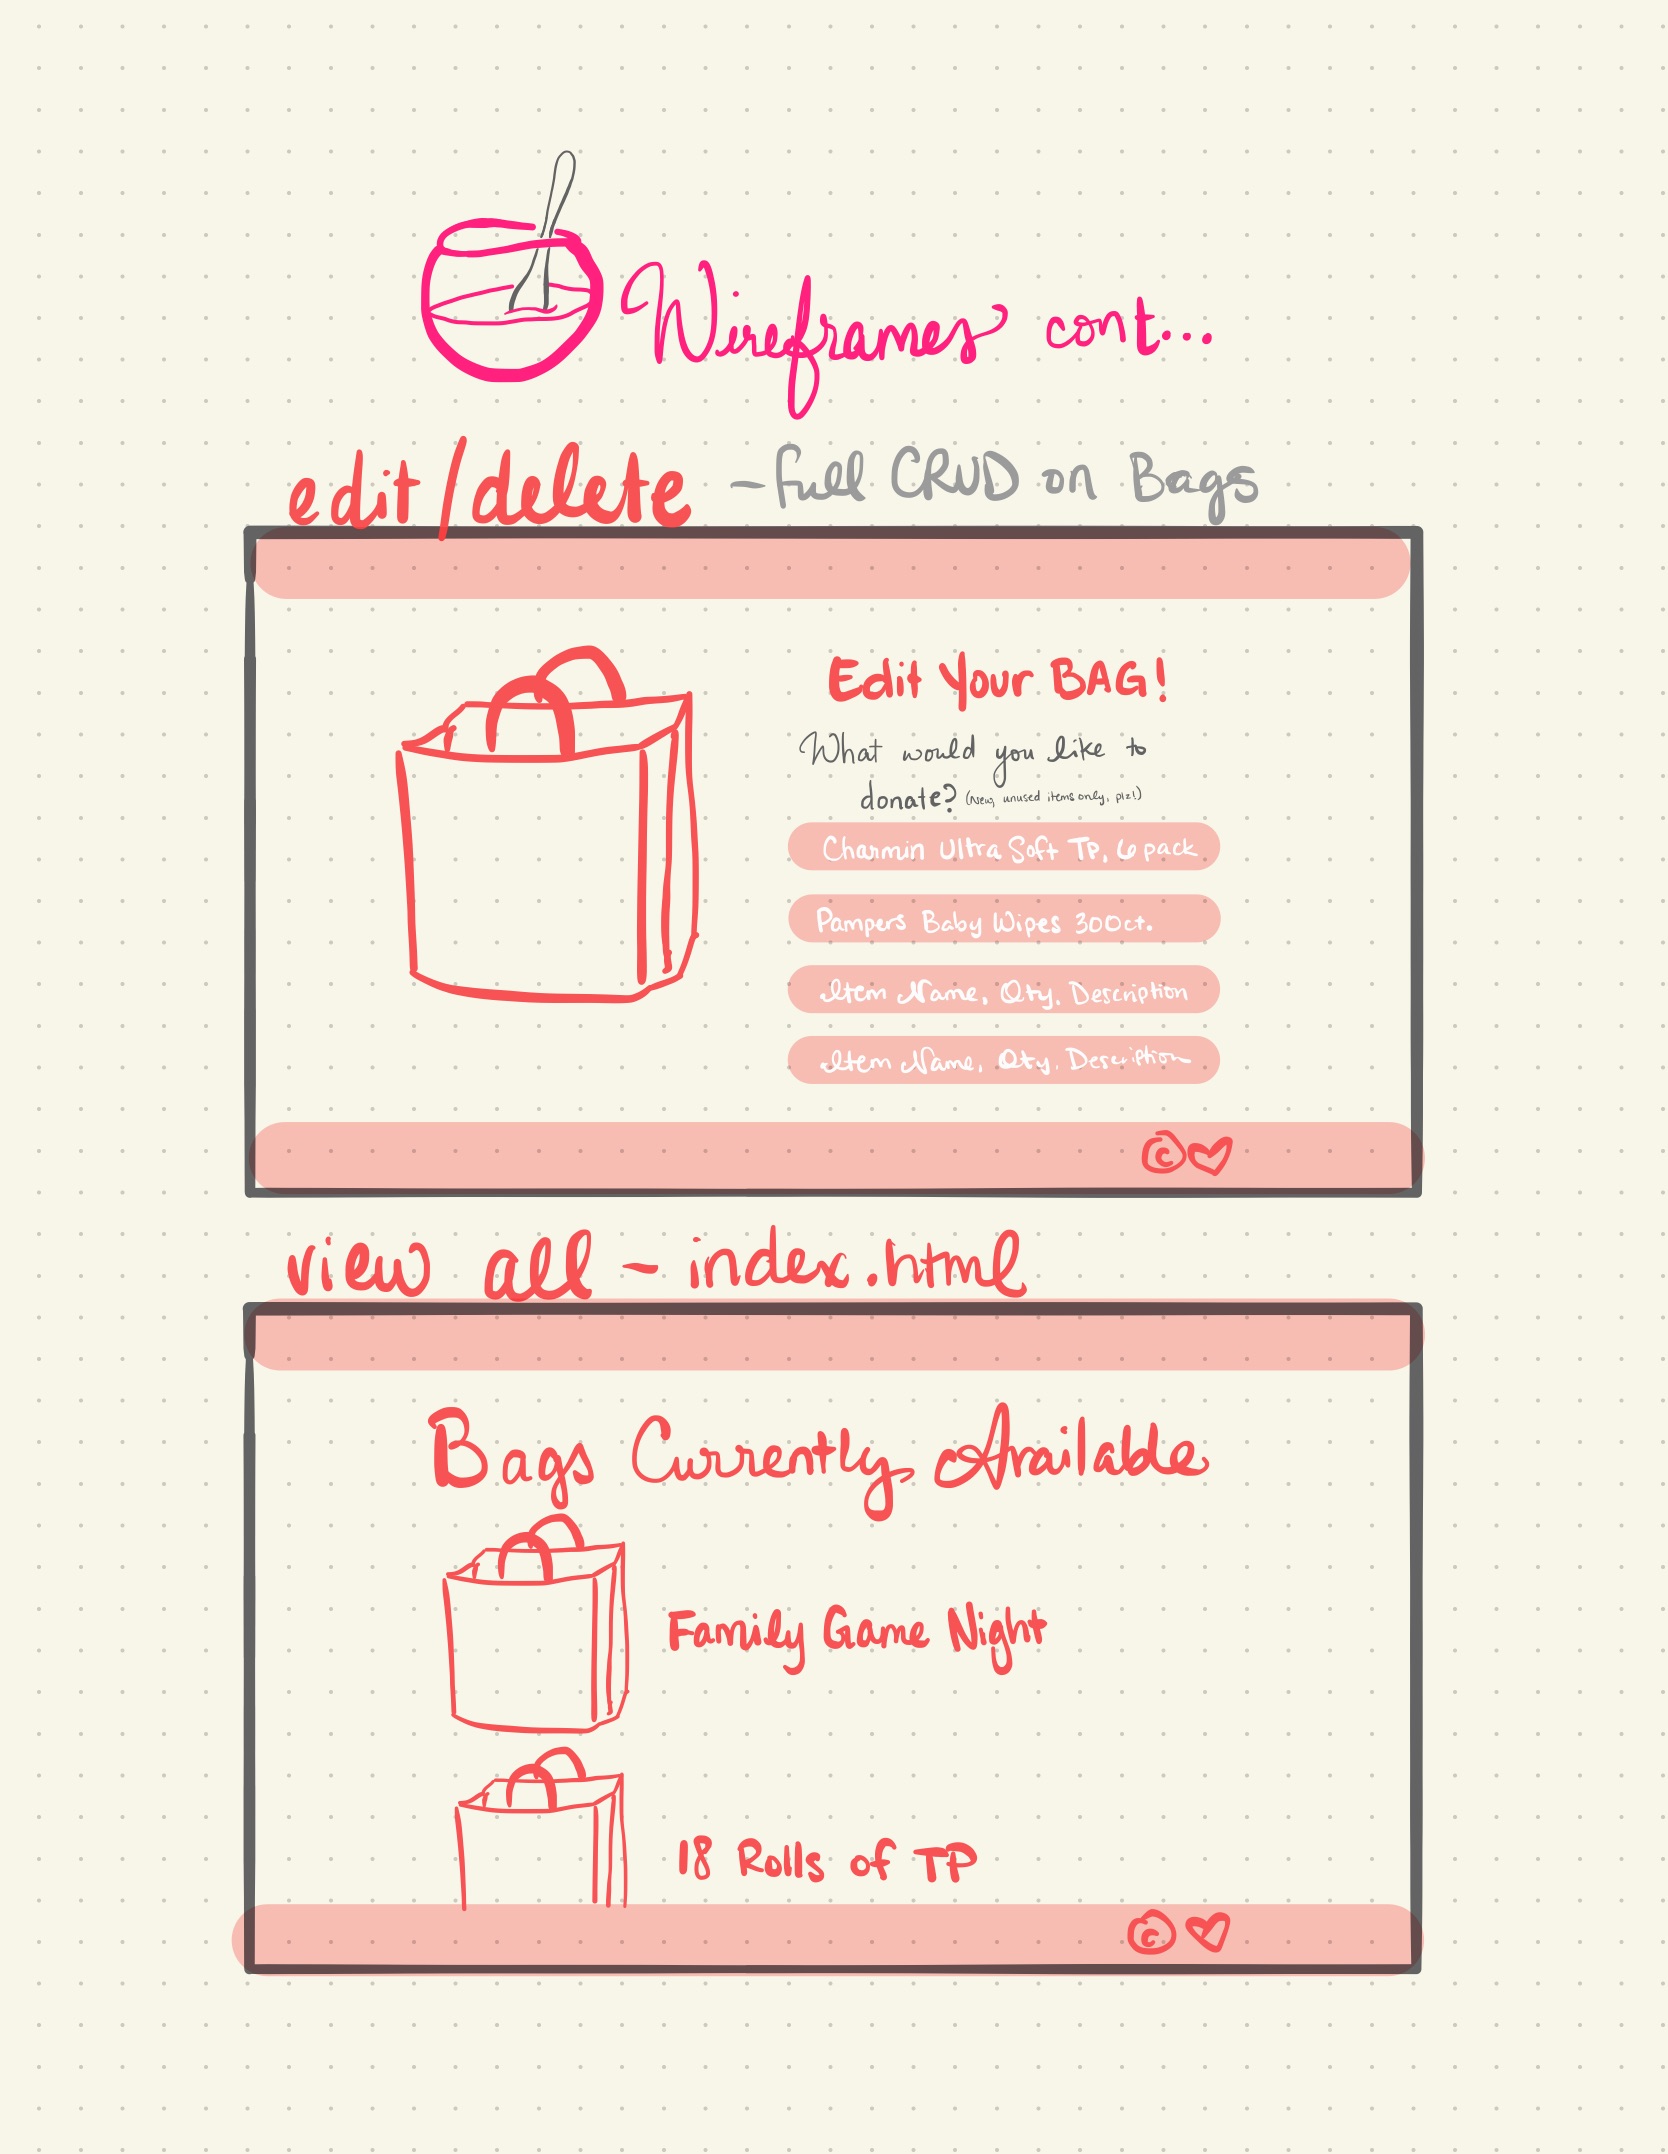 Wireframes cont...
edit/delete - full CRUD on Bags
Edit Your BAG!
What would you like to
donate? (New, unused items only, plz!)
Charmin Ultra Soft TP, 6 pack
Pampers Baby Wipes 300ct.
Item Name, Qty, Description
Item Name, Qty, Description
©
view all - index.html
Bags Currently Available
Family Game Night
18 Rolls of TP
©